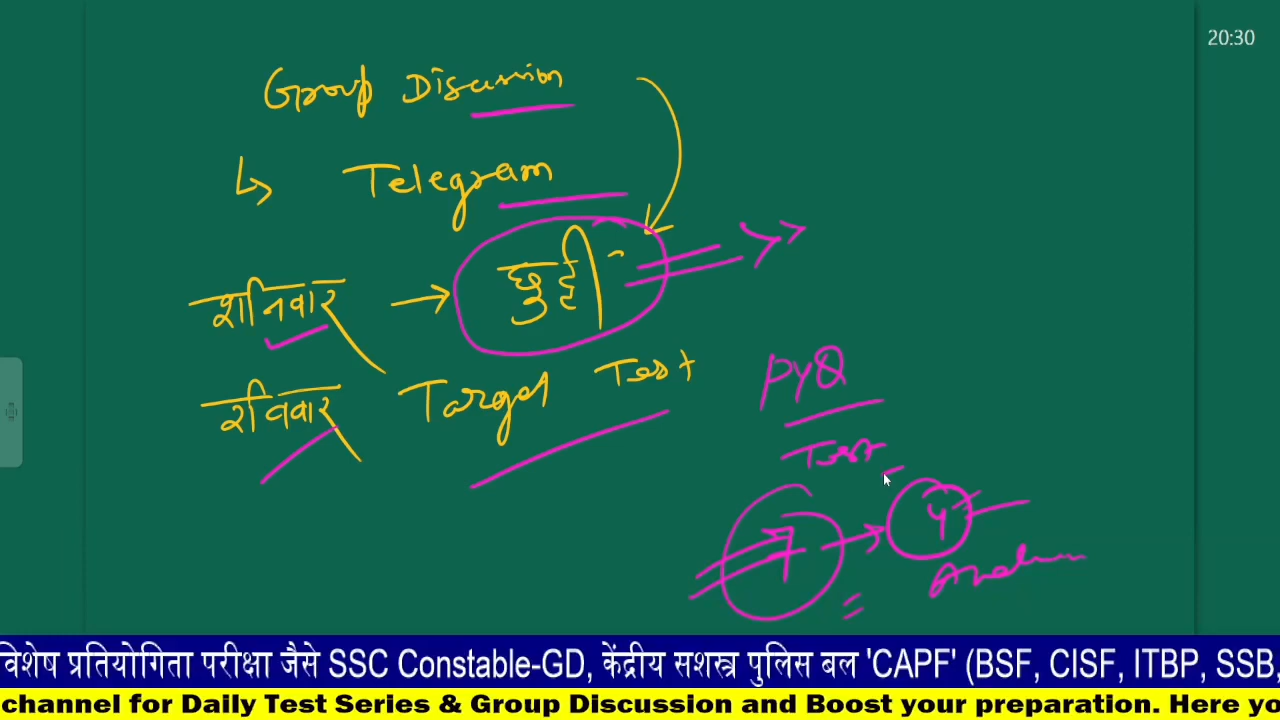 20:30
Group Discussion
Telegram
शनिवार → छुट्टी
रविवार Target Test
PYQ
Test
7 → 4
विशेष प्रतियोगिता परीक्षा जैसे SSC Constable-GD, केंद्रीय सशस्त्र पुलिस बल 'CAPF' (BSF, CISF, ITBP, SSB,
channel for Daily Test Series & Group Discussion and Boost your preparation. Here yo